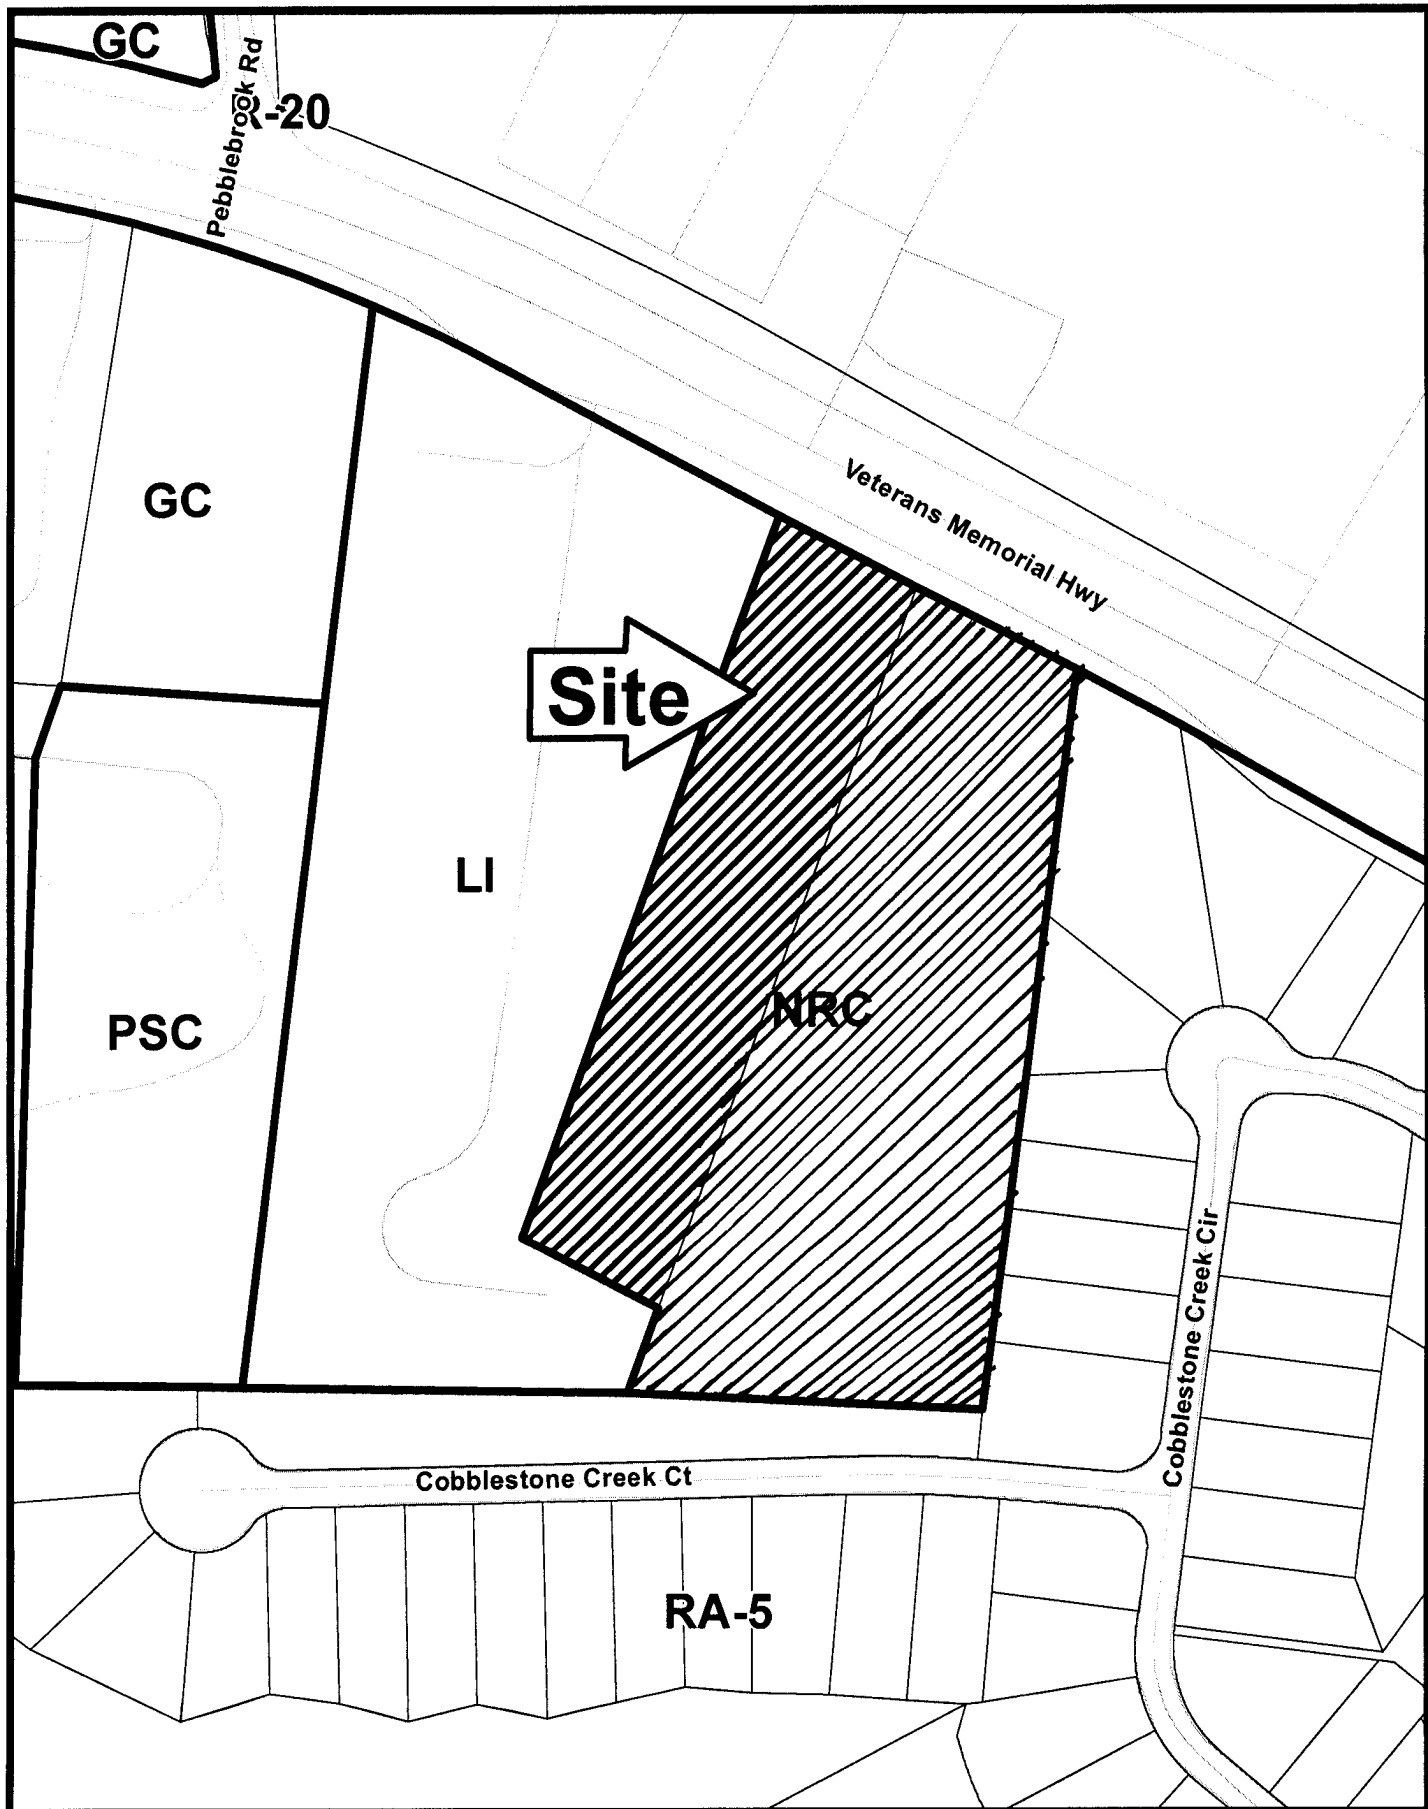 GC
Pebblebrook Rd
R-20
GC
Veterans Memorial Hwy
Site
LI
NRC
PSC
Cobblestone Creek Cir
Cobblestone Creek Ct
RA-5